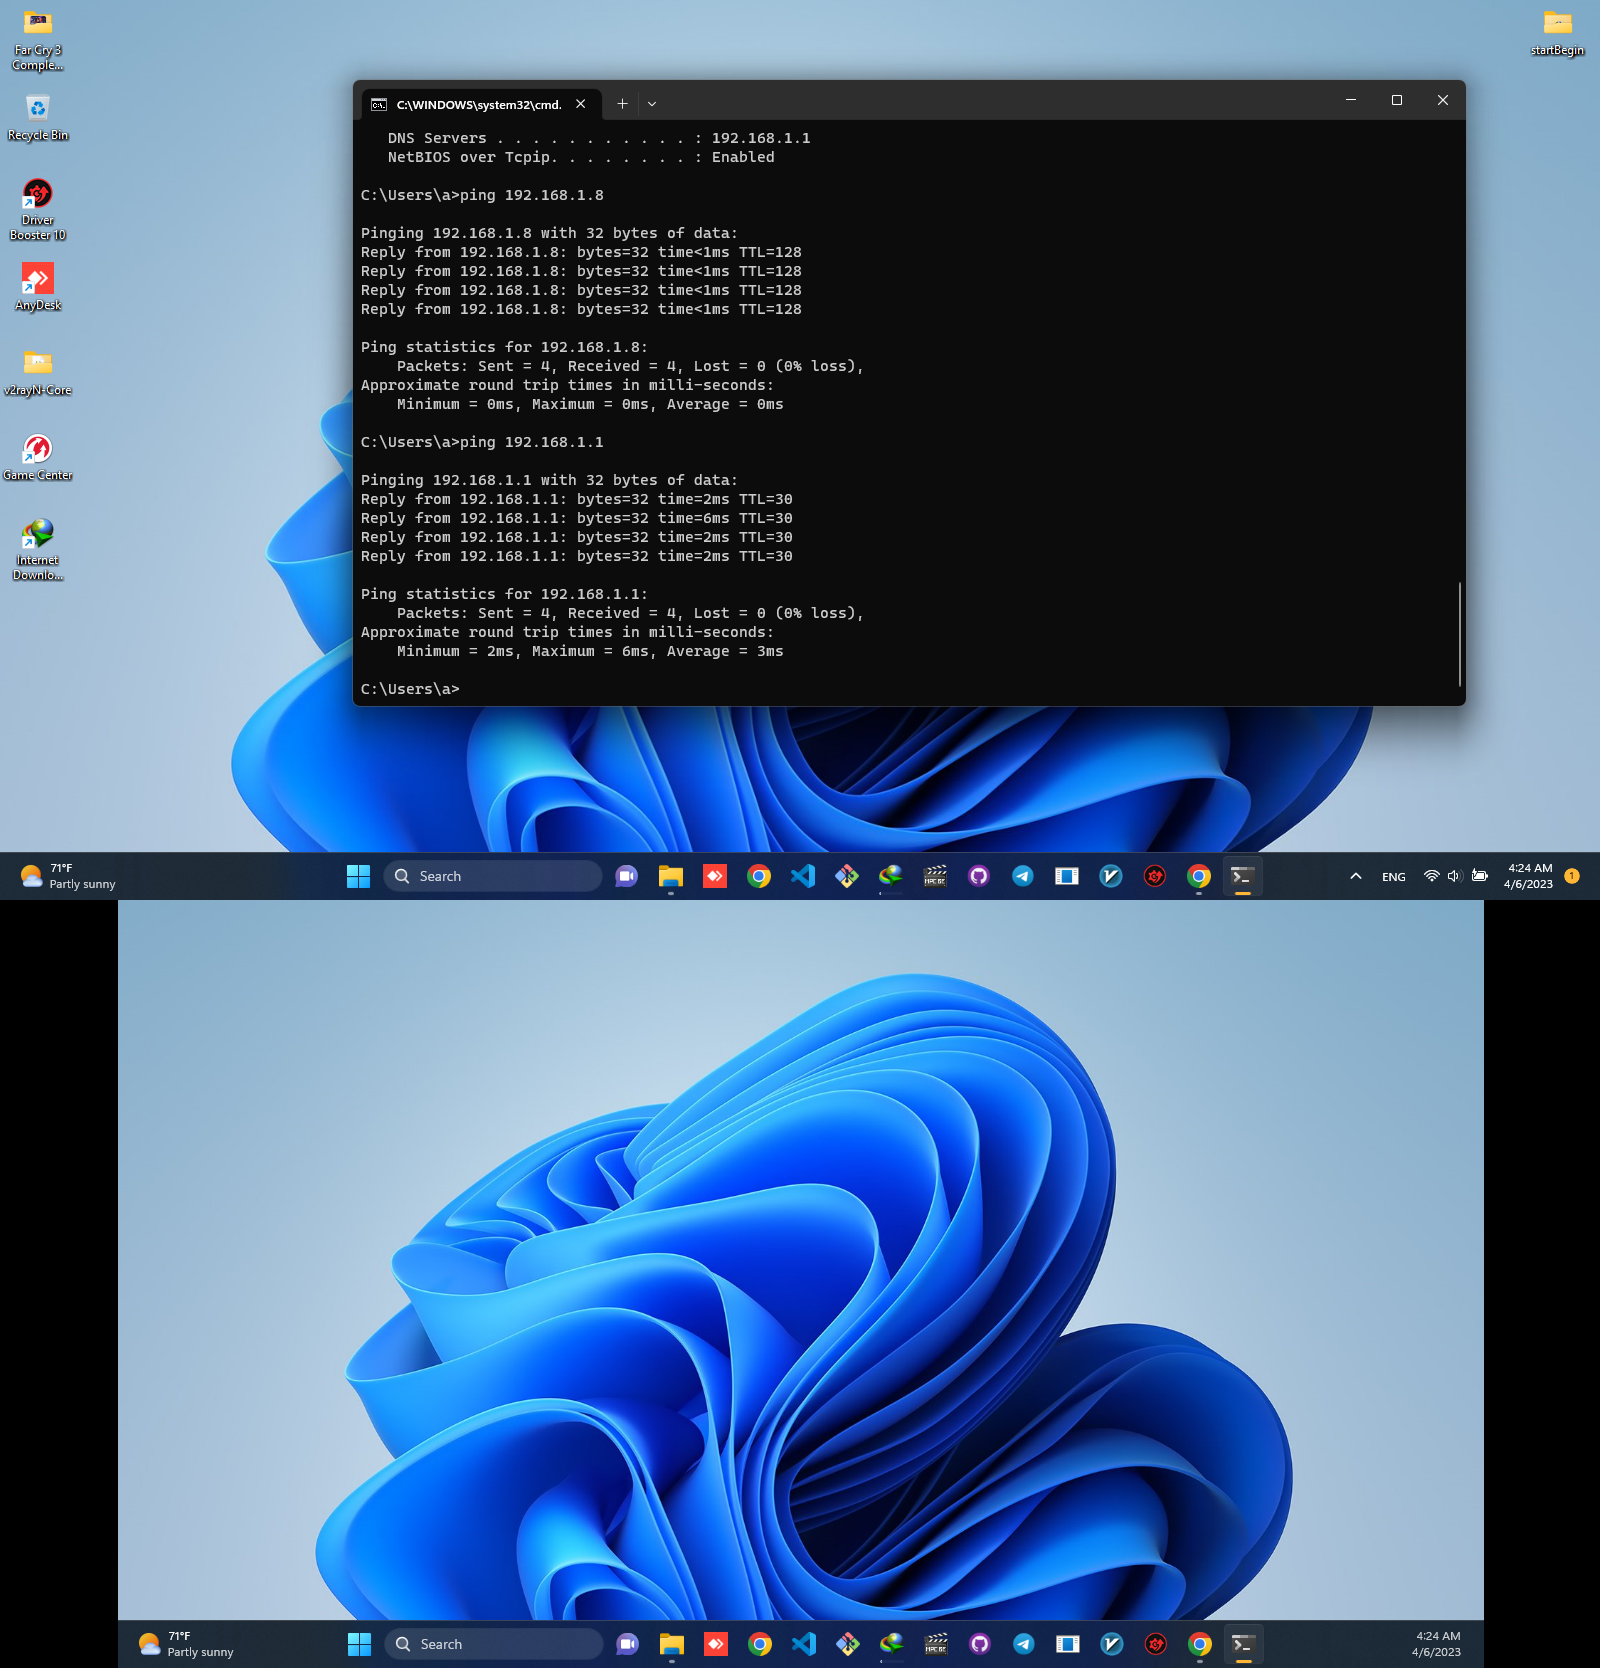 Far Cry 3
Comple...
Recycle Bin
Driver
Booster 10
AnyDesk
v2rayN-Core
Game Center
Internet
Downlo...
startBegin
C:\WINDOWS\system32\cmd.
   DNS Servers . . . . . . . . . . . : 192.168.1.1
   NetBIOS over Tcpip. . . . . . . . : Enabled
C:\Users\a>ping 192.168.1.8
Pinging 192.168.1.8 with 32 bytes of data:
Reply from 192.168.1.8: bytes=32 time<1ms TTL=128
Reply from 192.168.1.8: bytes=32 time<1ms TTL=128
Reply from 192.168.1.8: bytes=32 time<1ms TTL=128
Reply from 192.168.1.8: bytes=32 time<1ms TTL=128
Ping statistics for 192.168.1.8:
    Packets: Sent = 4, Received = 4, Lost = 0 (0% loss),
Approximate round trip times in milli-seconds:
    Minimum = 0ms, Maximum = 0ms, Average = 0ms
C:\Users\a>ping 192.168.1.1
Pinging 192.168.1.1 with 32 bytes of data:
Reply from 192.168.1.1: bytes=32 time=2ms TTL=30
Reply from 192.168.1.1: bytes=32 time=6ms TTL=30
Reply from 192.168.1.1: bytes=32 time=2ms TTL=30
Reply from 192.168.1.1: bytes=32 time=2ms TTL=30
Ping statistics for 192.168.1.1:
    Packets: Sent = 4, Received = 4, Lost = 0 (0% loss),
Approximate round trip times in milli-seconds:
    Minimum = 2ms, Maximum = 6ms, Average = 3ms
C:\Users\a>
71°F
Partly sunny
Search
ENG
4:24 AM
4/6/2023
1
71°F
Partly sunny
Search
4:24 AM
4/6/2023